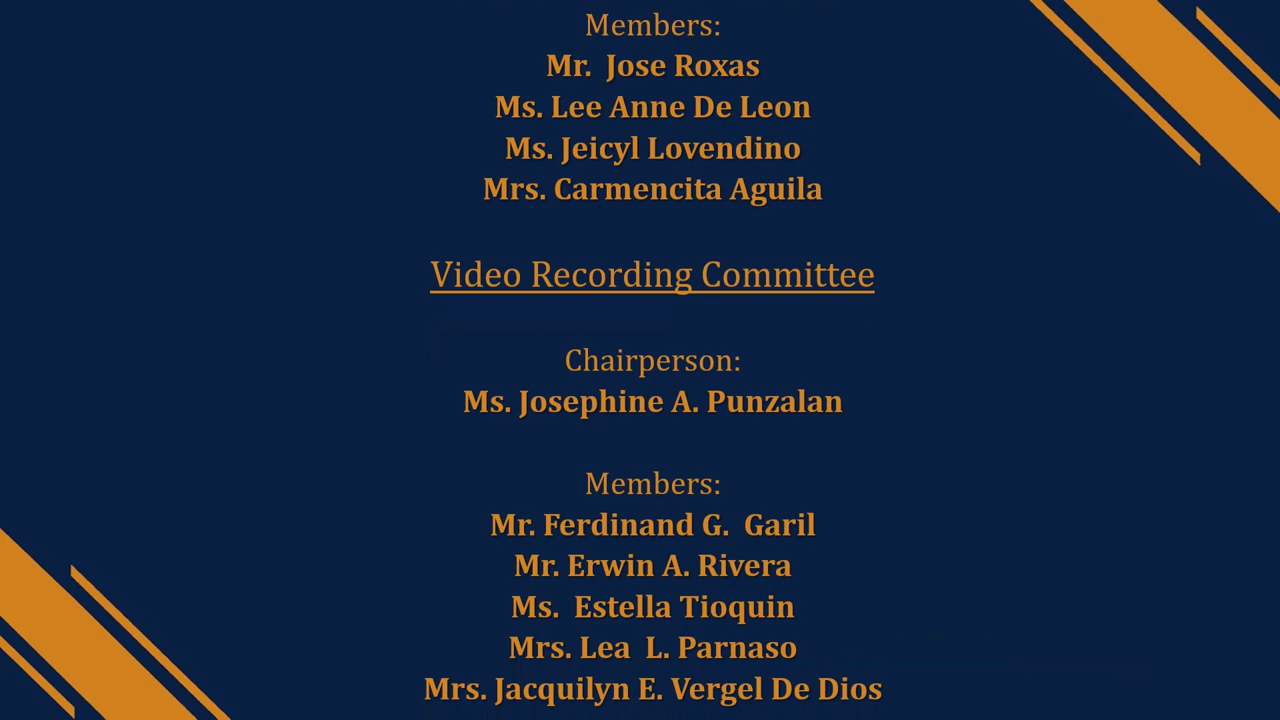 Members:
Mr. Jose Roxas
Ms. Lee Anne De Leon
Ms. Jeicyl Lovendino
Mrs. Carmencita Aguila
Video Recording Committee
Chairperson:
Ms. Josephine A. Punzalan
Members:
Mr. Ferdinand G. Garil
Mr. Erwin A. Rivera
Ms. Estella Tioquin
Mrs. Lea L. Parnaso
Mrs. Jacquilyn E. Vergel De Dios